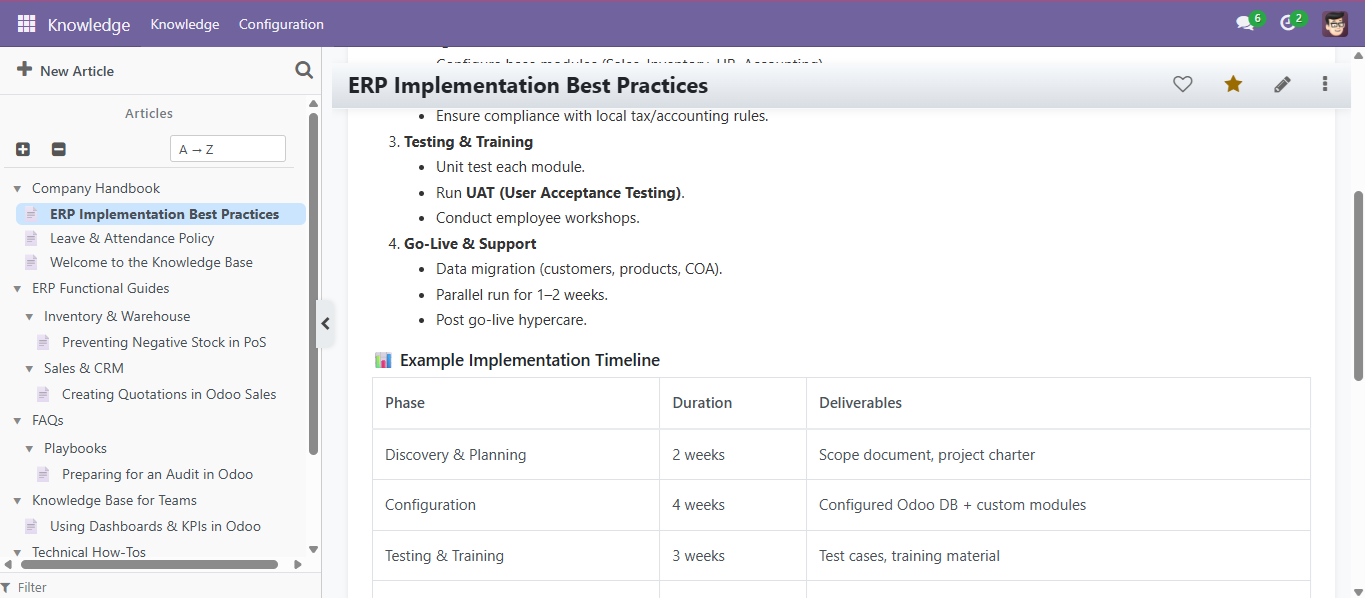 Knowledge Knowledge Configuration 6 2
New Article
Articles
A → Z
Company Handbook
ERP Implementation Best Practices
Leave & Attendance Policy
Welcome to the Knowledge Base
ERP Functional Guides
Inventory & Warehouse
Preventing Negative Stock in PoS
Sales & CRM
Creating Quotations in Odoo Sales
FAQs
Playbooks
Preparing for an Audit in Odoo
Knowledge Base for Teams
Using Dashboards & KPIs in Odoo
Technical How-Tos
Filter
Configure base modules (Sales, Inventory, HR, Accounting)
ERP Implementation Best Practices
• Ensure compliance with local tax/accounting rules.
3. Testing & Training
• Unit test each module.
• Run UAT (User Acceptance Testing).
• Conduct employee workshops.
4. Go-Live & Support
• Data migration (customers, products, COA).
• Parallel run for 1–2 weeks.
• Post go-live hypercare.
Example Implementation Timeline
Phase Duration Deliverables
Discovery & Planning 2 weeks Scope document, project charter
Configuration 4 weeks Configured Odoo DB + custom modules
Testing & Training 3 weeks Test cases, training material